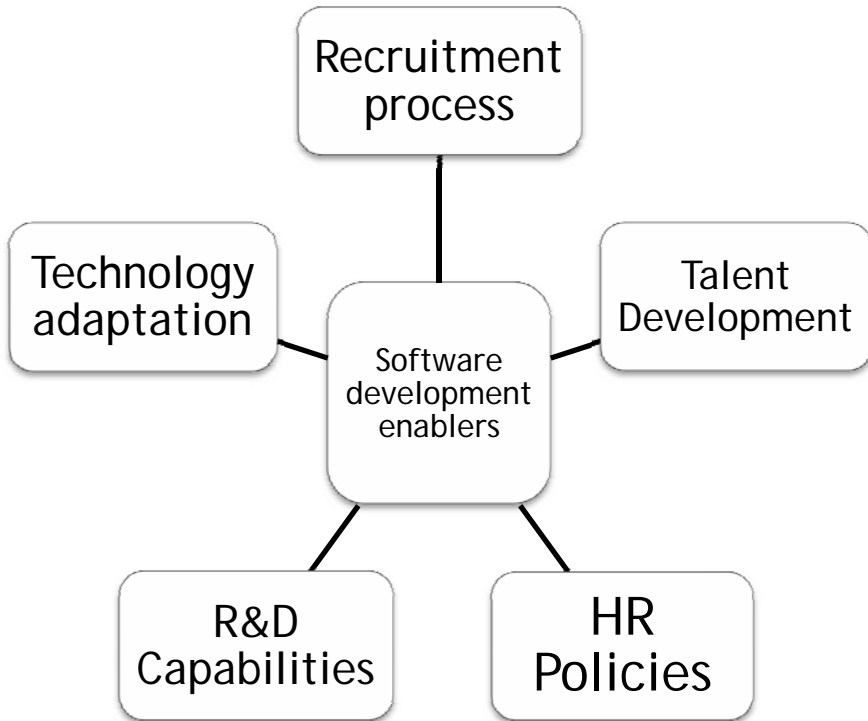 Recruitment
process
Technology
adaptation
Talent
Development
Software
development
enablers
R&D
Capabilities
HR
Policies